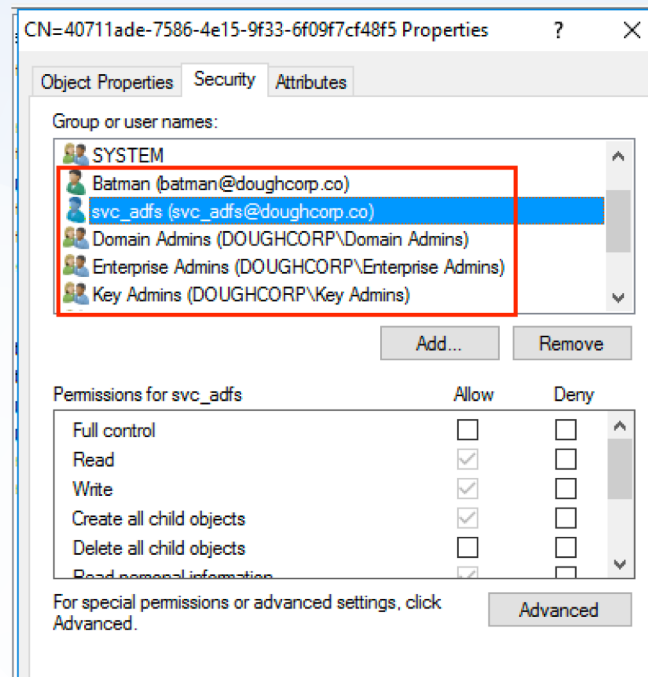 CN=40711ade-7586-4e15-9f33-6f09f7cf48f5 Properties ?
Object Properties Security Attributes
Group or user names:
SYSTEM
Batman (batman@doughcorp.co)
svc_adfs (svc_adfs@doughcorp.co)
Domain Admins (DOUGHCORP\Domain Admins)
Enterprise Admins (DOUGHCORP\Enterprise Admins)
Key Admins (DOUGHCORP\Key Admins)
Add... Remove
Permissions for svc_adfs Allow Deny
Full control
Read
Write
Create all child objects
Delete all child objects
Read personal information
For special permissions or advanced settings, click
Advanced. Advanced